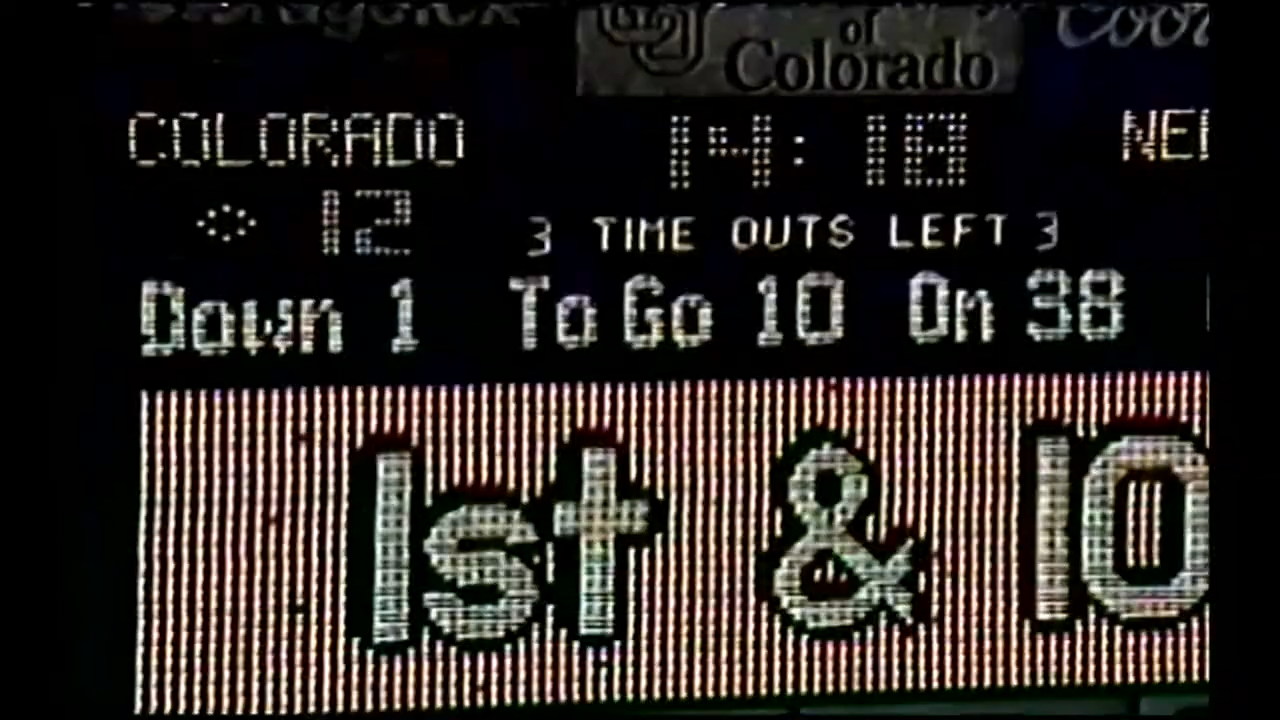 of
Colorado
COLORADO 14:18
12 3 TIME OUTS LEFT 3
Down 1 To Go 10 On 38
1st & 10